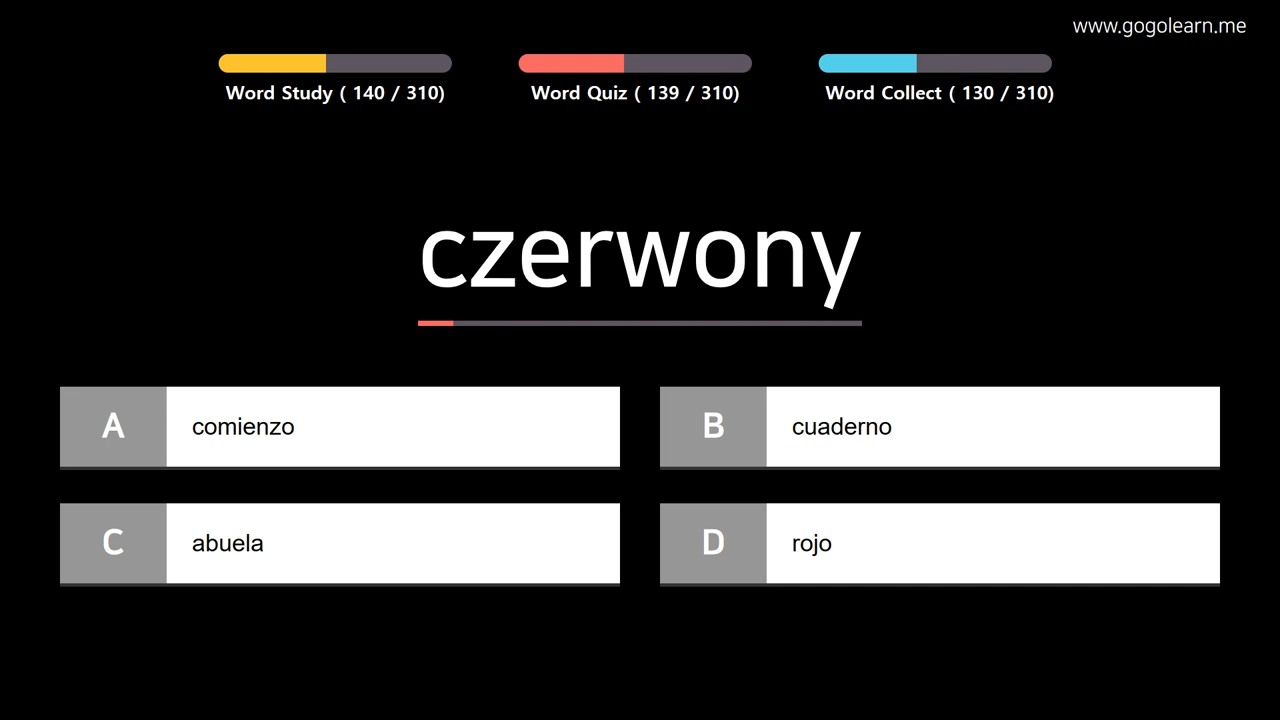 www.gogolearn.me
Word Study ( 140 / 310)
Word Quiz ( 139 / 310)
Word Collect ( 130 / 310)
czerwony
A comienzo
B cuaderno
C abuela
D rojo